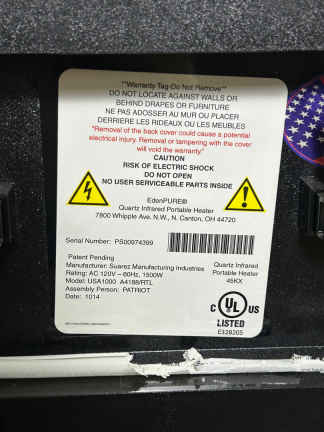 "Warranty Tag-Do Not Remove"
DO NOT LOCATE AGAINST WALLS OR
BEHIND DRAPES OR FURNITURE
NE PAS ADOSSER AU MUR OU PLACER
DERRIERE LES RIDEAUX OU LES MEUBLES
"Removal of the back cover could cause a potential
electrical injury. Removal or tampering with the cover
will void the warranty."
CAUTION
RISK OF ELECTRIC SHOCK
DO NOT OPEN
NO USER SERVICEABLE PARTS INSIDE
EdenPURE®
Quartz Infrared Portable Heater
7800 Whipple Ave. N.W., N. Canton, OH 44720
Serial Number: PS00974399
Patent Pending
Manufacturer: Suarez Manufacturing Industries
Rating: AC 120V – 60Hz, 1500W
Model: USA1000 A4188/RTL
Assembly Person: PATRIOT
Date: 1014
Quartz Infrared
Portable Heater
45KX
C UL US
LISTED
E328205